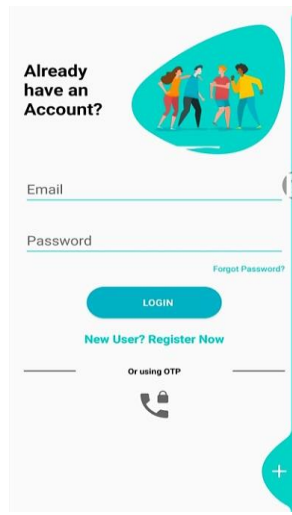 Already
have an
Account?
Email
Password
Forgot Password?
LOGIN
New User? Register Now
Or using OTP